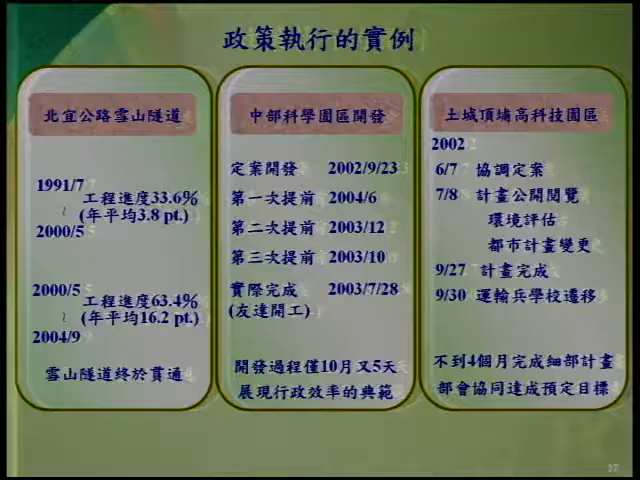 政策執行的實例
北宜公路雪山隧道
1991/7
工程進度33.6%
~ (年平均3.8 pt.)
2000/5
2000/5
工程進度63.4%
~ (年平均16.2 pt.)
2004/9
雪山隧道終於貫通
中部科學園區開發
定案開發 2002/9/23
第一次提前 2004/6
第二次提前 2003/12
第三次提前 2003/10
實際完成 2003/7/28
(友達開工)
開發過程僅10月又5天
展現行政效率的典範
土城頂埔高科技園區
2002
6/7 協調定案
7/8 計畫公開閱覽
環境評估
都市計畫變更
9/27 計畫完成
9/30 運輸兵學校遷移
不到4個月完成細部計畫
部會協同達成預定目標
37